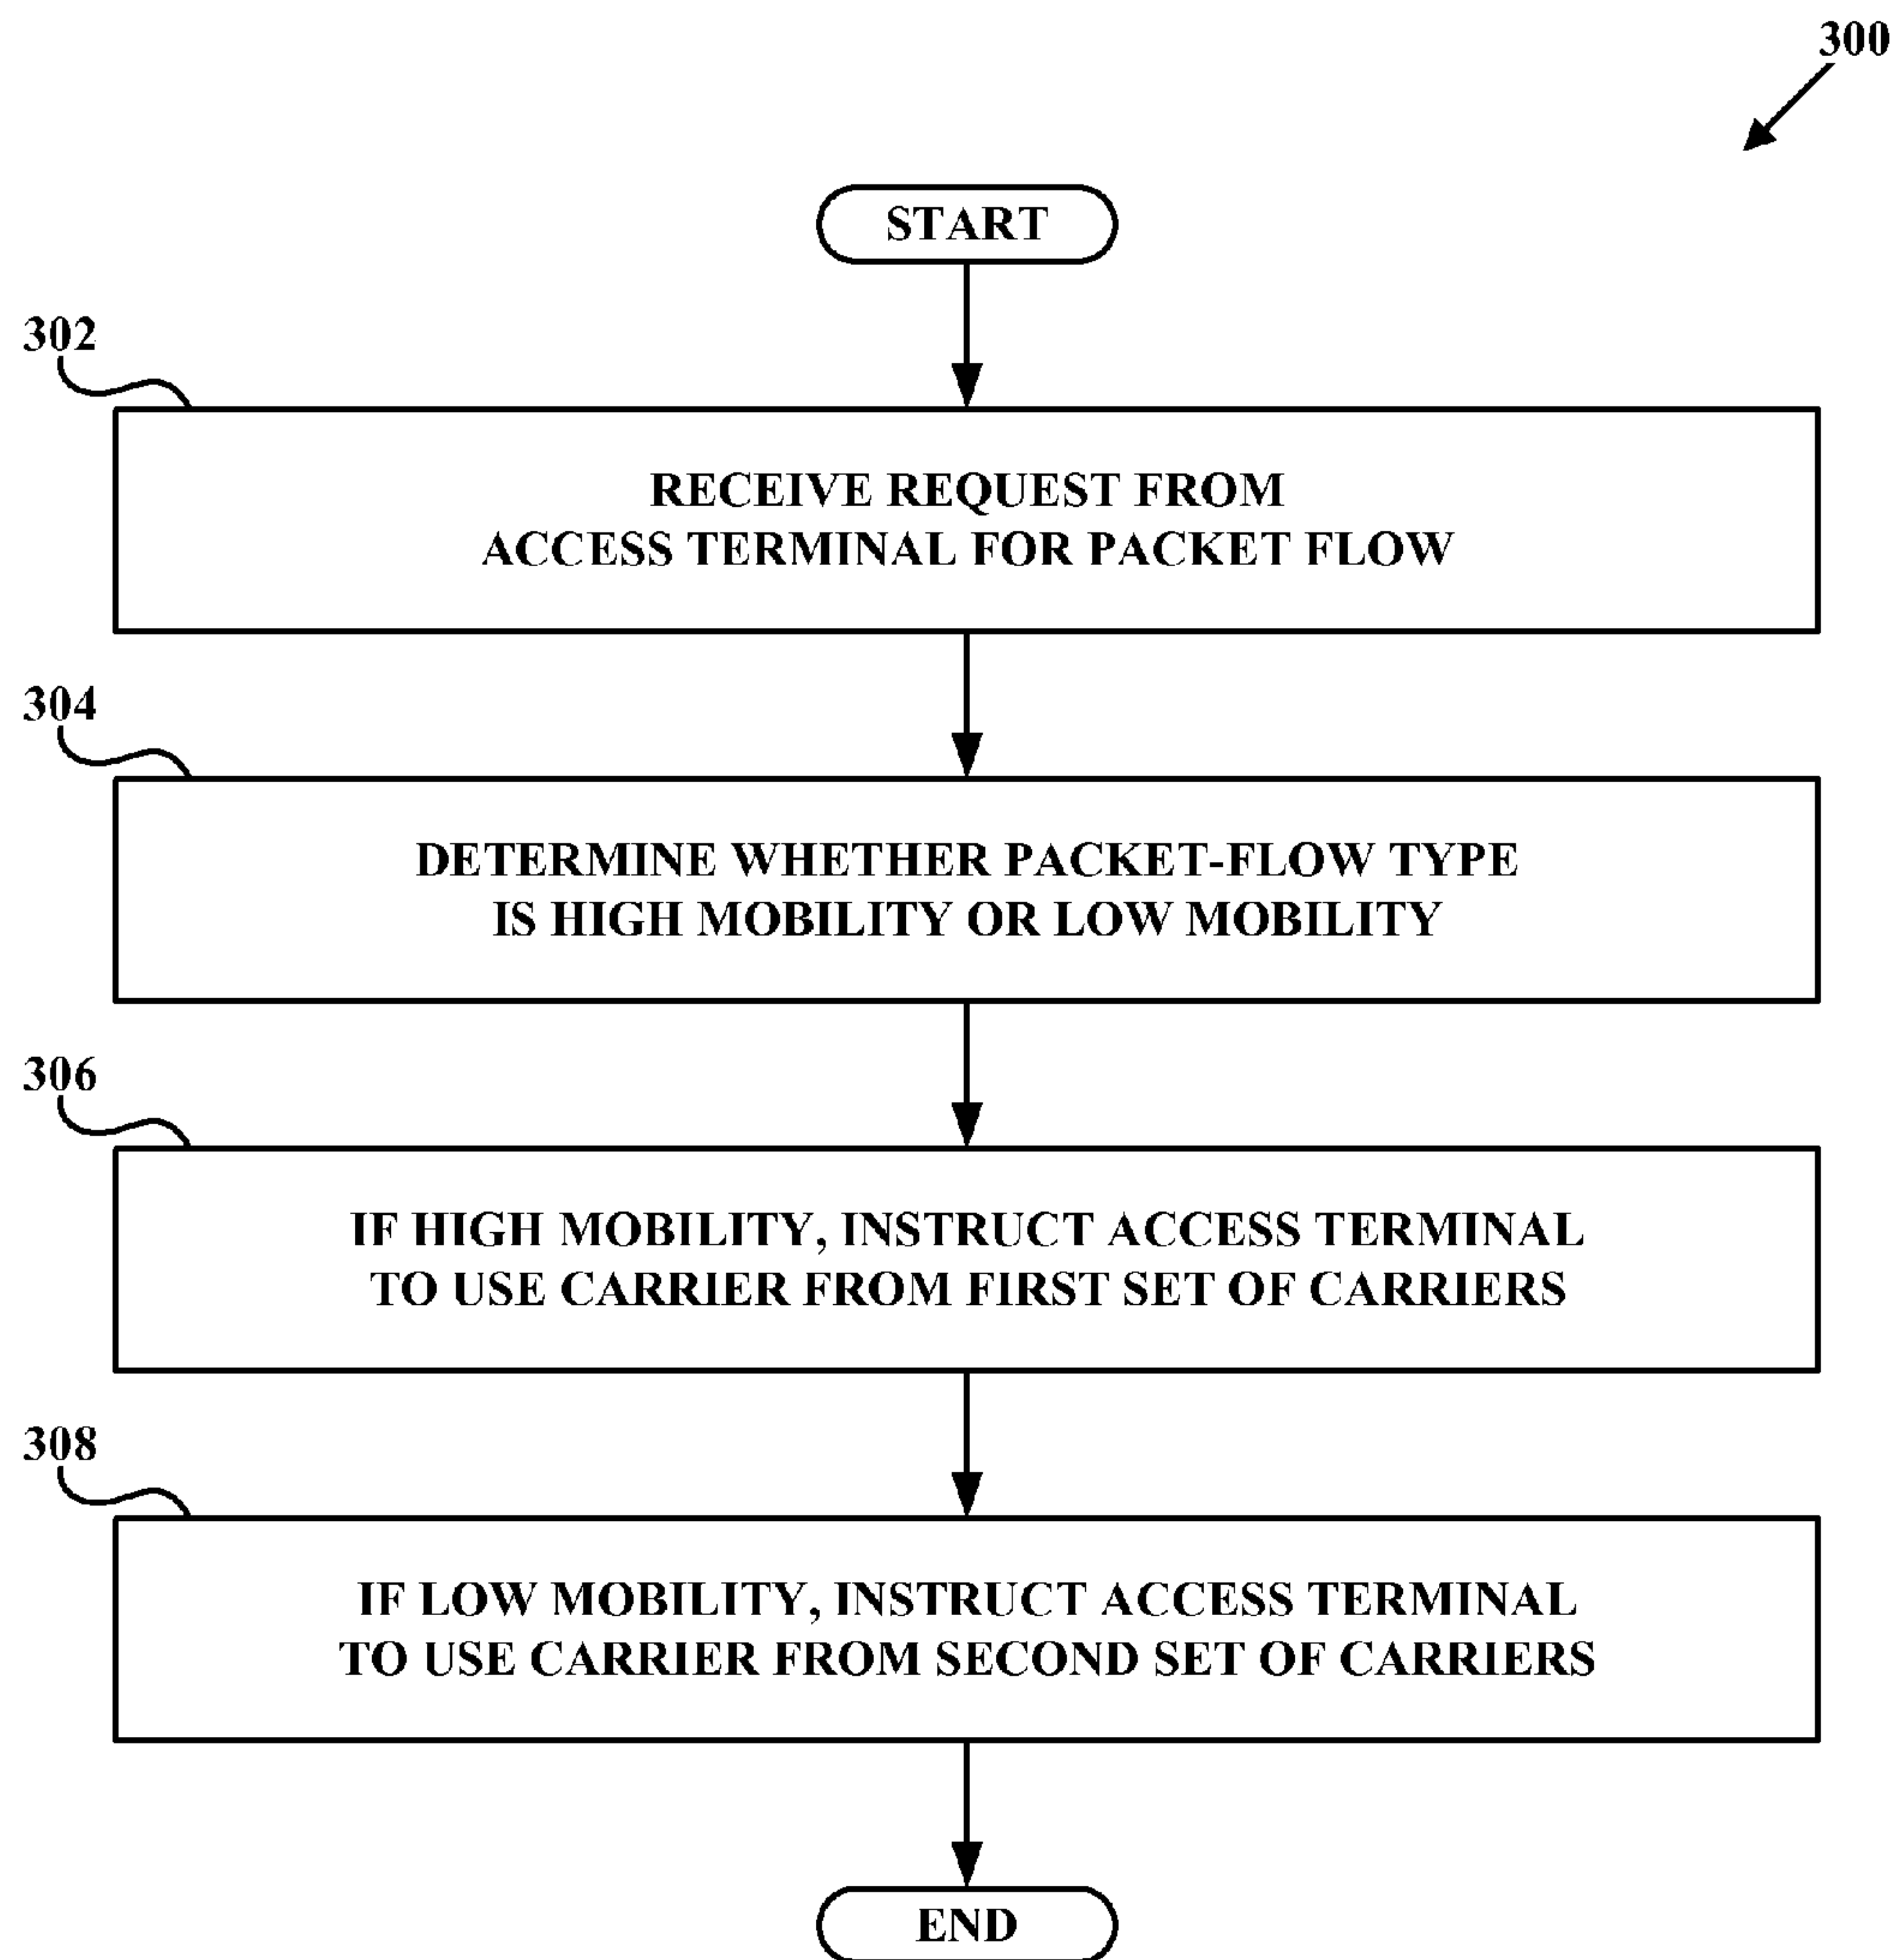 300
START
302
RECEIVE REQUEST FROM
ACCESS TERMINAL FOR PACKET FLOW
304
DETERMINE WHETHER PACKET-FLOW TYPE
IS HIGH MOBILITY OR LOW MOBILITY
306
IF HIGH MOBILITY, INSTRUCT ACCESS TERMINAL
TO USE CARRIER FROM FIRST SET OF CARRIERS
308
IF LOW MOBILITY, INSTRUCT ACCESS TERMINAL
TO USE CARRIER FROM SECOND SET OF CARRIERS
END